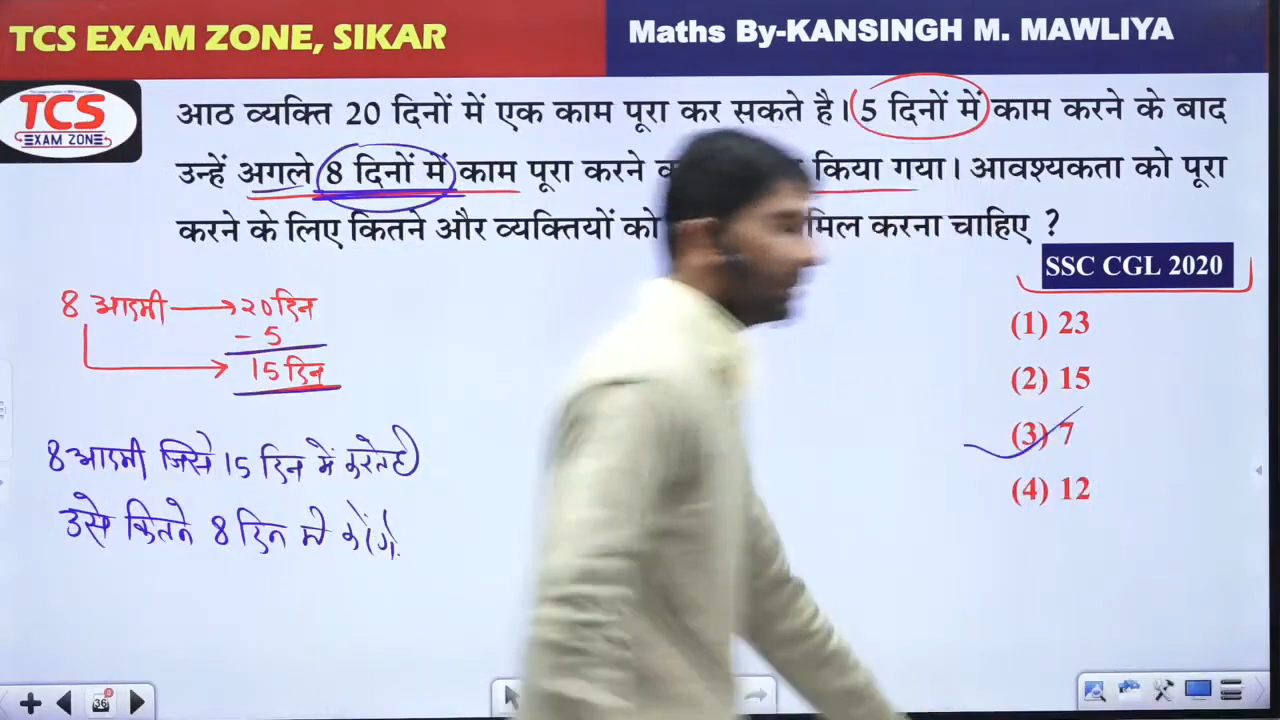 TCS EXAM ZONE, SIKAR
Maths By-KANSINGH M. MAWLIYA
TCS
EXAM ZONE
आठ व्यक्ति 20 दिनों में एक काम पूरा कर सकते है। 5 दिनों में काम करने के बाद
उन्हें अगले 8 दिनों में काम पूरा करने किया गया। आवश्यकता को पूरा
करने के लिए कितने और व्यक्तियों को मिल करना चाहिए ?
SSC CGL 2020
(1) 23
(2) 15
(3) 7
(4) 12
8 आदमी → 20 दिन
- 5
15 दिन
8 आदमी जिसे 15 दिन में करते है
उसे कितने 8 दिन में करेंगे
36